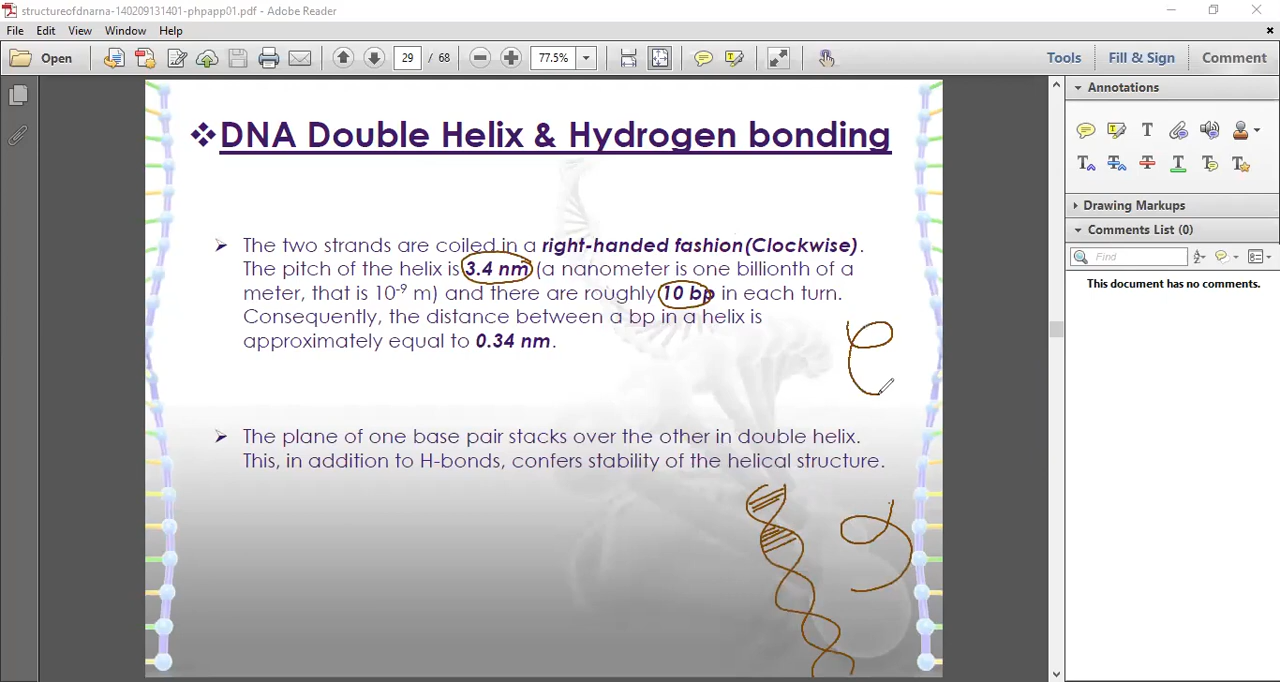 structureofdnarna-140209131401-phpapp01.pdf - Adobe Reader
File Edit View Window Help
Open 29 / 68 77.5% Tools Fill & Sign Comment
❖DNA Double Helix & Hydrogen bonding
➢ The two strands are coiled in a right-handed fashion(Clockwise).
The pitch of the helix is 3.4 nm (a nanometer is one billionth of a
meter, that is 10⁻⁹ m) and there are roughly 10 bp in each turn.
Consequently, the distance between a bp in a helix is
approximately equal to 0.34 nm.
➢ The plane of one base pair stacks over the other in double helix.
This, in addition to H-bonds, confers stability of the helical structure.
Annotations
Drawing Markups
Comments List (0)
Find
This document has no comments.